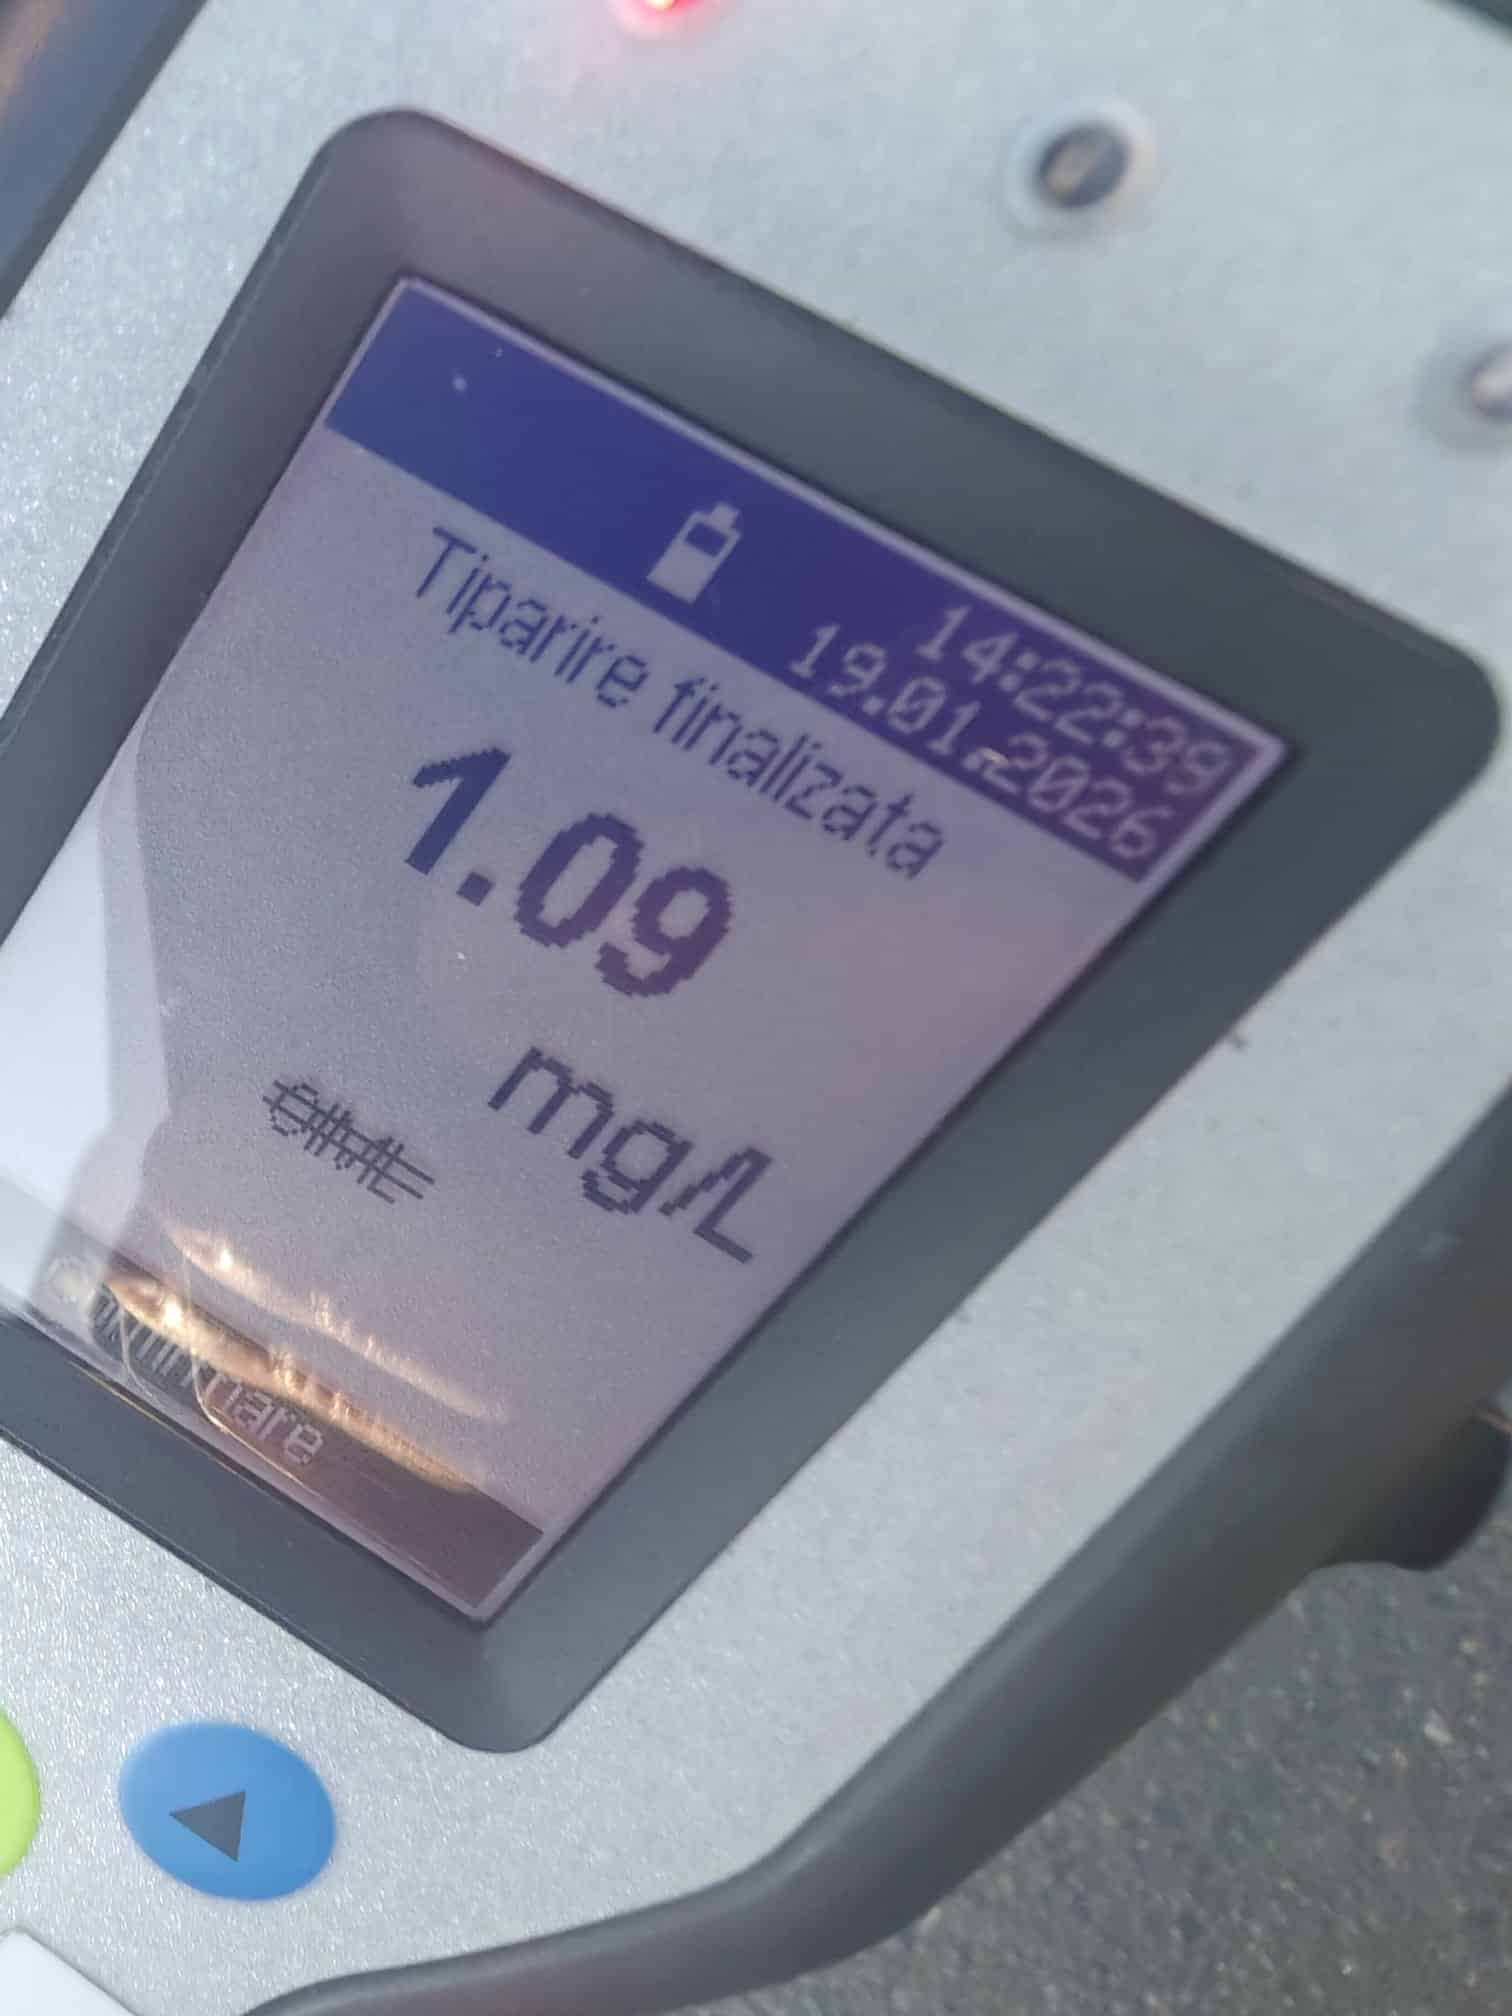 14:22:39
19.01.2026
Tiparire finalizata
1.09
mg/L